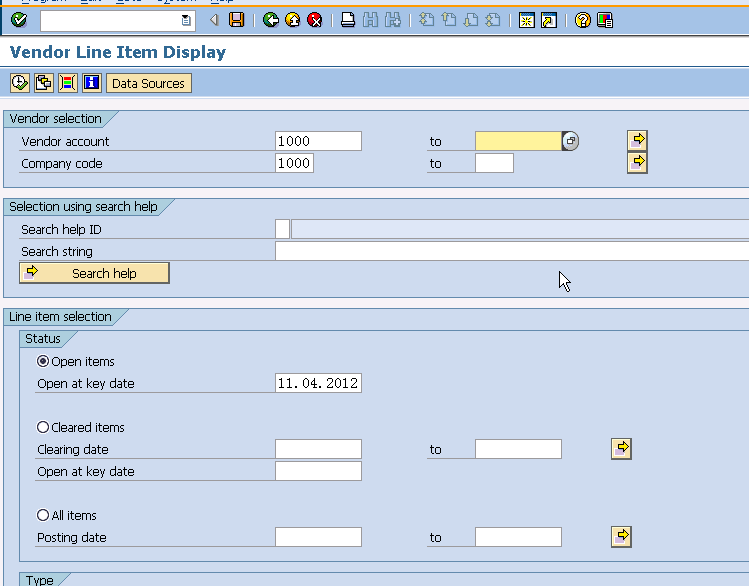 Vendor Line Item Display
Data Sources
Vendor selection
Vendor account 1000 to
Company code 1000 to
Selection using search help
Search help ID
Search string
Search help
Line item selection
Status
Open items
Open at key date 11.04.2012
Cleared items
Clearing date to
Open at key date
All items
Posting date to
Type